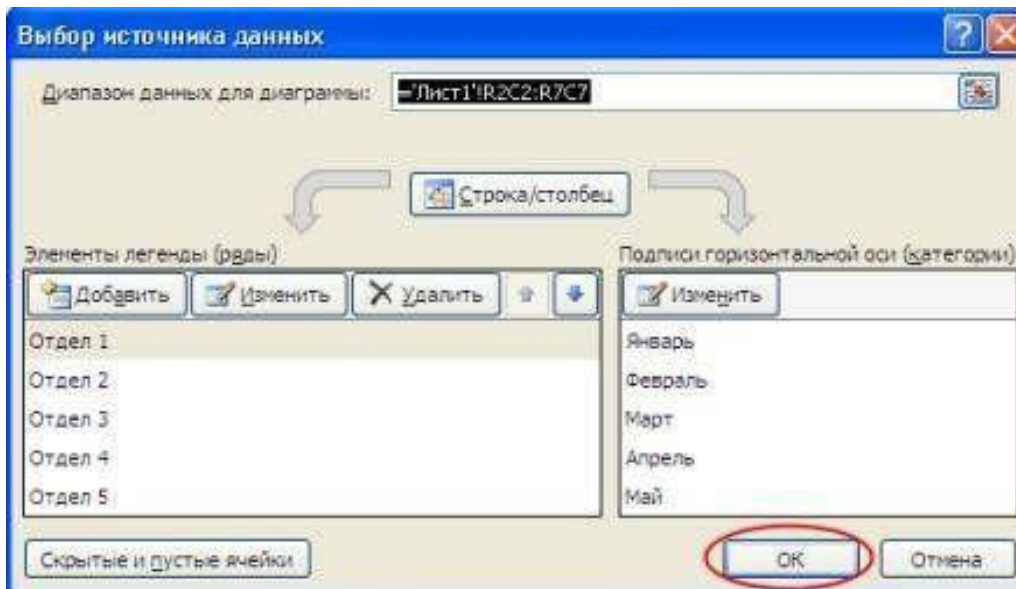 Выбор источника данных
Диапазон данных для диаграммы: ='Лист1'!R2C2:R7C7
Строка/столбец
Элементы легенды (ряды)
Подписи горизонтальной оси (категории)
Добавить Изменить Удалить
Изменить
Отдел 1
Отдел 2
Отдел 3
Отдел 4
Отдел 5
Январь
Февраль
Март
Апрель
Май
Скрытые и пустые ячейки
ОК
Отмена